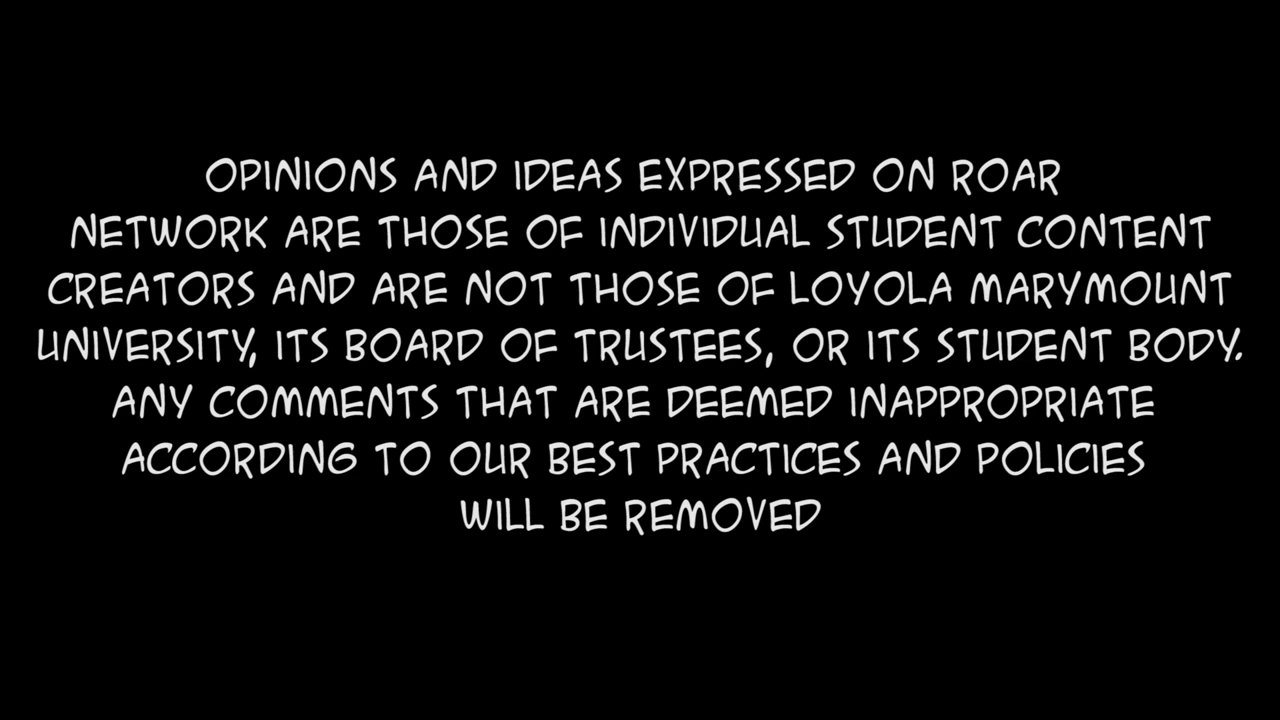 OPINIONS AND IDEAS EXPRESSED ON ROAR
NETWORK ARE THOSE OF INDIVIDUAL STUDENT CONTENT
CREATORS AND ARE NOT THOSE OF LOYOLA MARYMOUNT
UNIVERSITY, ITS BOARD OF TRUSTEES, OR ITS STUDENT BODY.
ANY COMMENTS THAT ARE DEEMED INAPPROPRIATE
ACCORDING TO OUR BEST PRACTICES AND POLICIES
WILL BE REMOVED